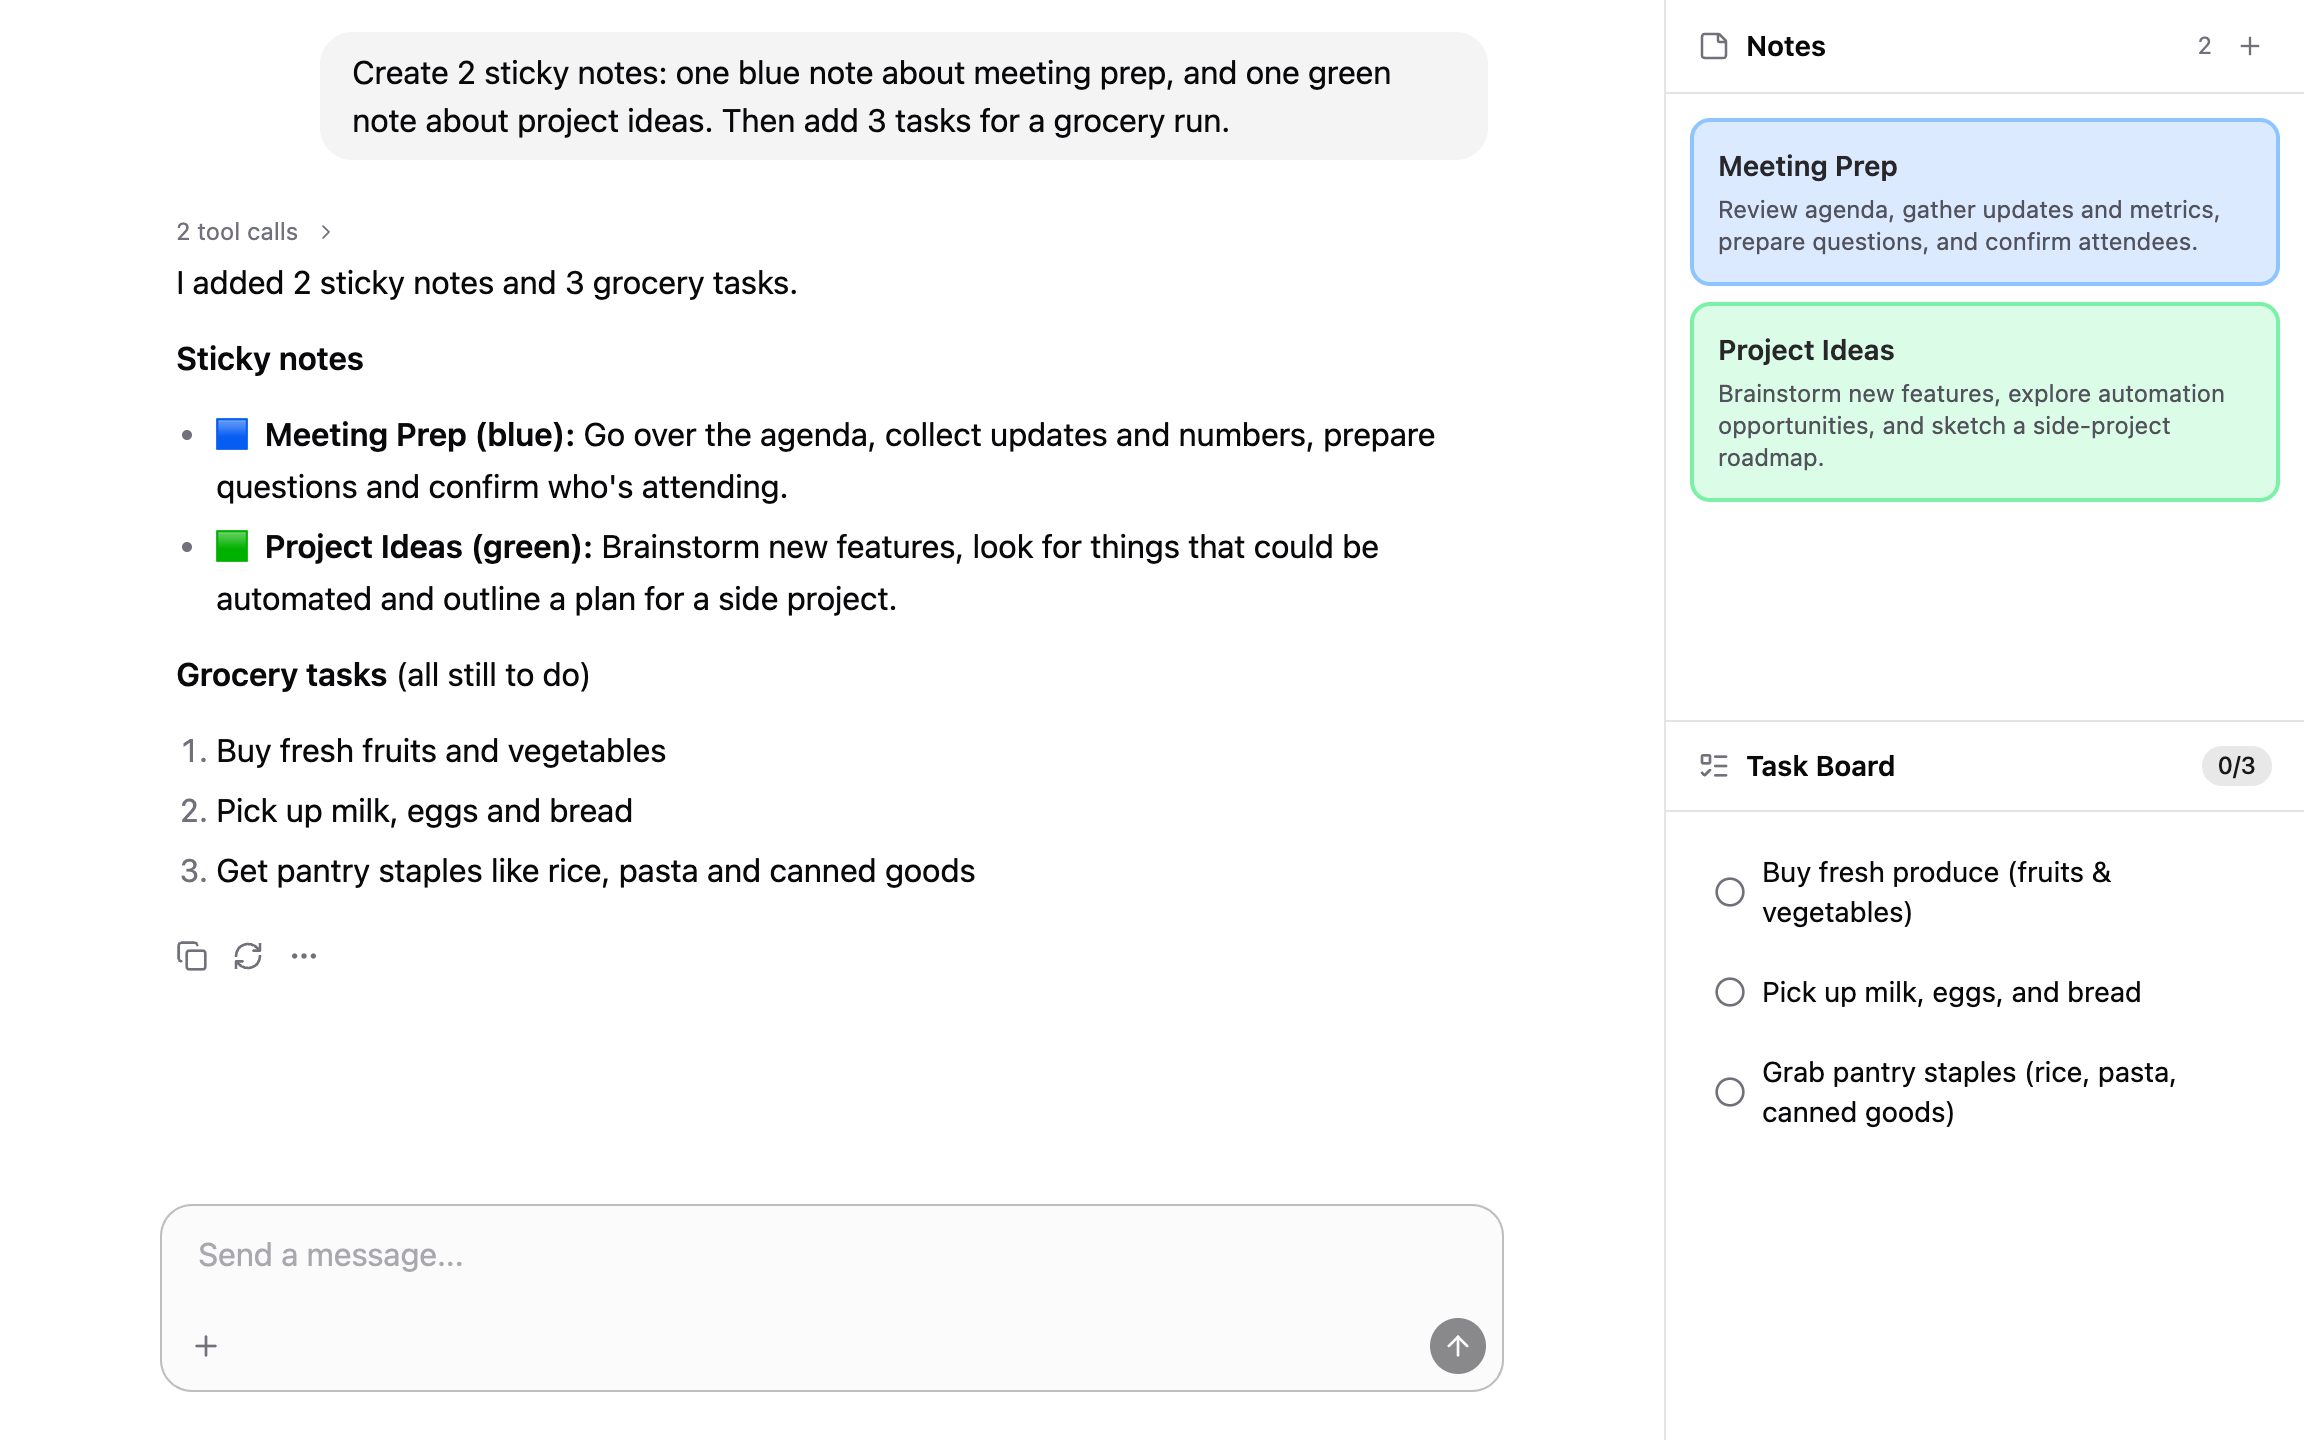 Create 2 sticky notes: one blue note about meeting prep, and one green
note about project ideas. Then add 3 tasks for a grocery run.
2 tool calls
I added 2 sticky notes and 3 grocery tasks.
Sticky notes
• Meeting Prep (blue): Go over the agenda, collect updates and numbers, prepare
questions and confirm who's attending.
• Project Ideas (green): Brainstorm new features, look for things that could be
automated and outline a plan for a side project.
Grocery tasks (all still to do)
1. Buy fresh fruits and vegetables
2. Pick up milk, eggs and bread
3. Get pantry staples like rice, pasta and canned goods
Send a message...
Notes 2
Meeting Prep
Review agenda, gather updates and metrics,
prepare questions, and confirm attendees.
Project Ideas
Brainstorm new features, explore automation
opportunities, and sketch a side-project
roadmap.
Task Board 0/3
Buy fresh produce (fruits &
vegetables)
Pick up milk, eggs, and bread
Grab pantry staples (rice, pasta,
canned goods)